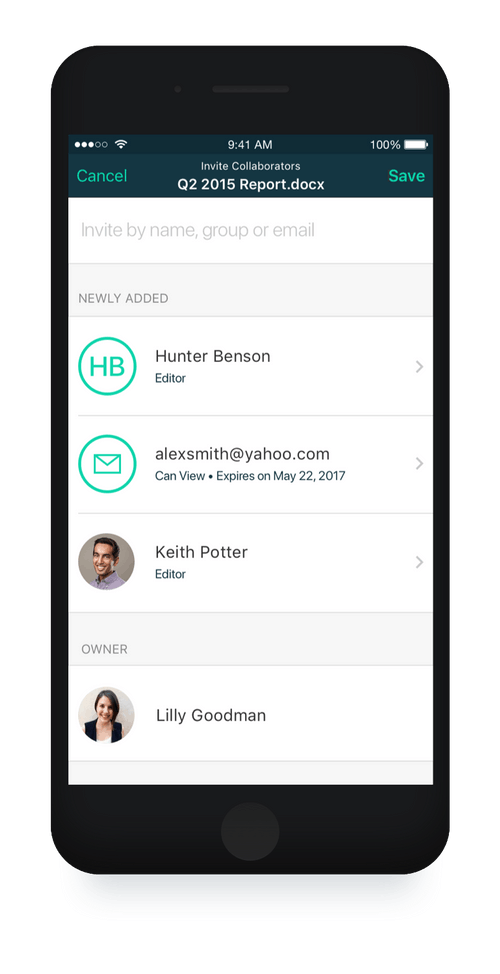 9:41 AM
100%
Invite Collaborators
Cancel
Q2 2015 Report.docx
Save
Invite by name, group or email
NEWLY ADDED
HB
Hunter Benson
Editor
alexsmith@yahoo.com
Can View • Expires on May 22, 2017
Keith Potter
Editor
OWNER
Lilly Goodman